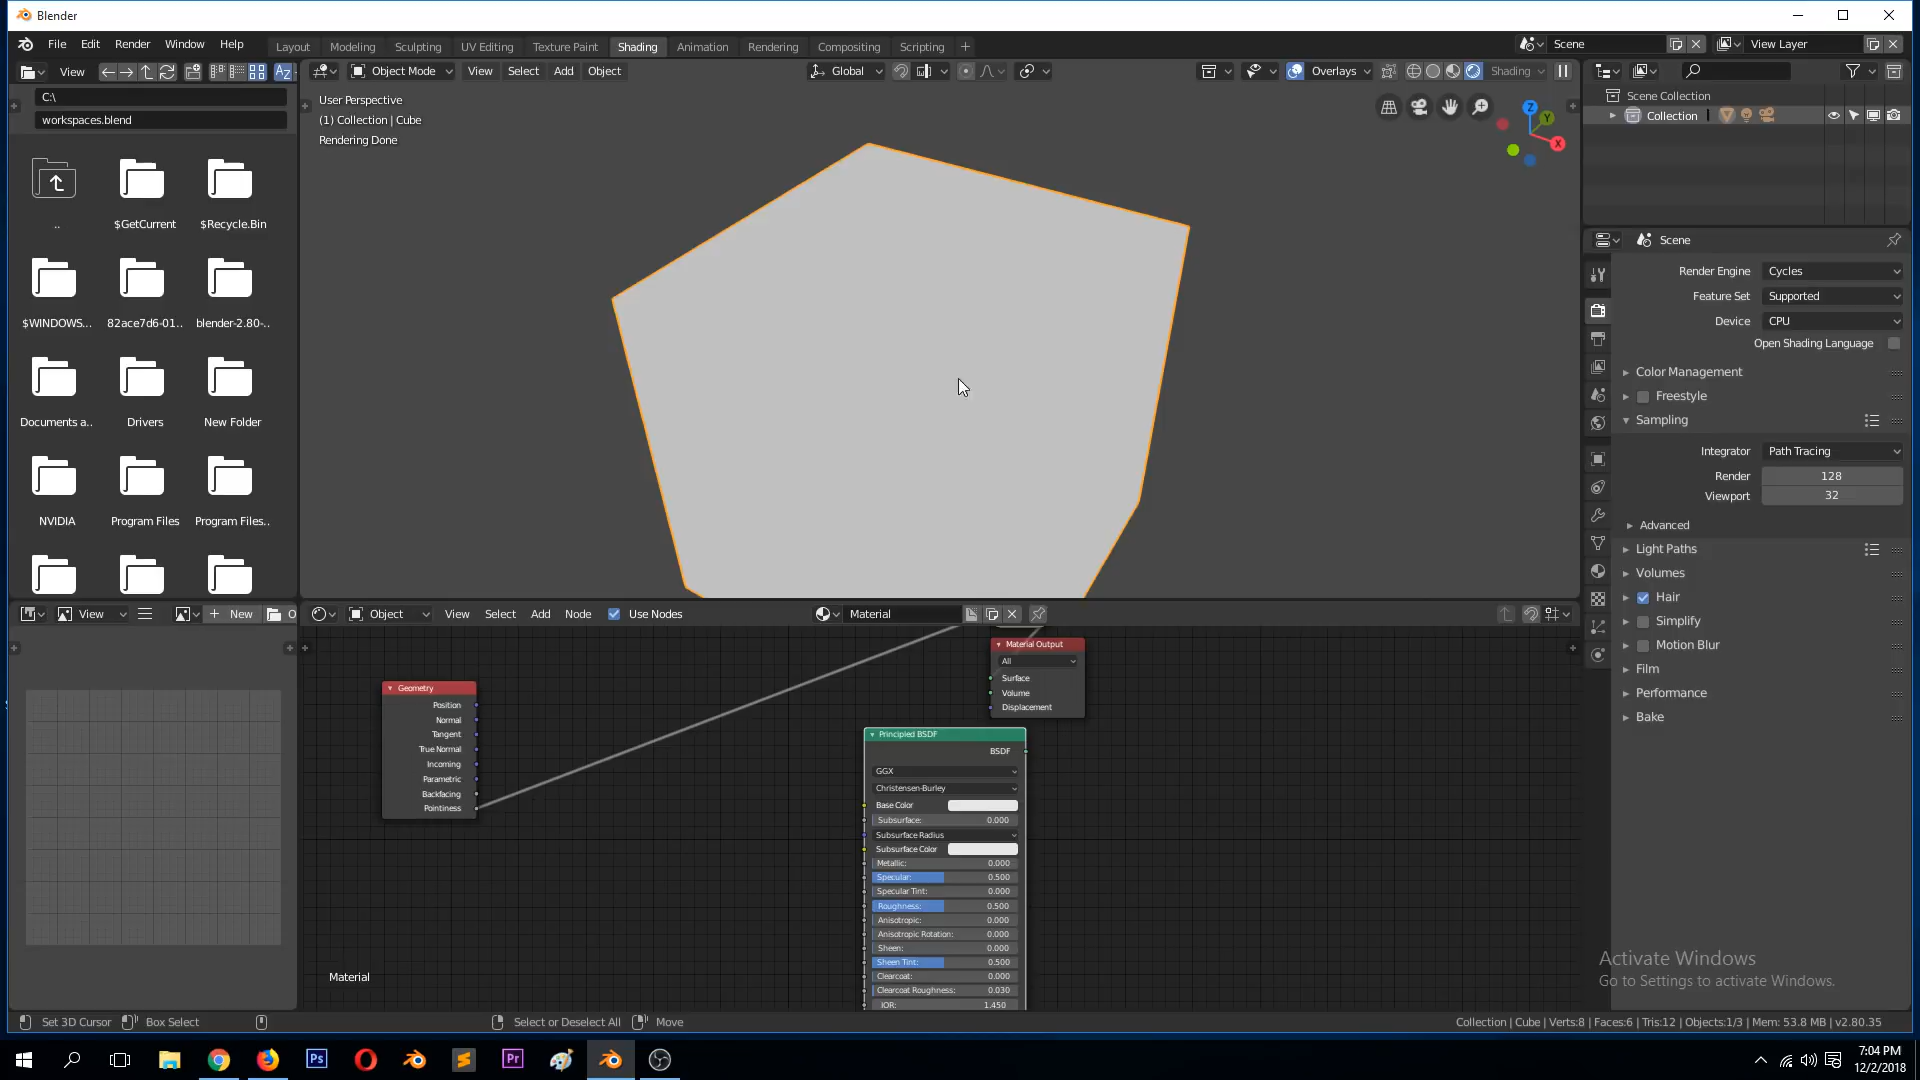 Blender
File Edit Render Window Help
Layout Modeling Sculpting UV Editing Texture Paint Shading Animation Rendering Compositing Scripting +
Scene
View Layer
View
Object Mode View Select Add Object
Global
Overlays
Shading
C:\
workspaces.blend
User Perspective
(1) Collection | Cube
Rendering Done
Z
Y
X
..
$GetCurrent
$Recycle.Bin
$WINDOWS...
82ace7d6-01..
blender-2.80-..
Documents a..
Drivers
New Folder
NVIDIA
Program Files
Program Files..
Scene Collection
Collection
Scene
Render Engine Cycles
Feature Set Supported
Device CPU
Open Shading Language
Color Management
Freestyle
Sampling
Integrator Path Tracing
Render 128
Viewport 32
Advanced
Light Paths
Volumes
Hair
Simplify
Motion Blur
Film
Performance
Bake
View
New
O
Object View Select Add Node Use Nodes
Material
Geometry
Position
Normal
Tangent
True Normal
Incoming
Parametric
Backfacing
Pointiness
Material Output
All
Surface
Volume
Displacement
Principled BSDF
BSDF
GGX
Christensen-Burley
Base Color
Subsurface: 0.000
Subsurface Radius
Subsurface Color
Metallic: 0.000
Specular: 0.500
Specular Tint: 0.000
Roughness: 0.500
Anisotropic: 0.000
Anisotropic Rotation: 0.000
Sheen: 0.000
Sheen Tint: 0.500
Clearcoat: 0.000
Clearcoat Roughness: 0.030
IOR: 1.450
Material
Activate Windows
Go to Settings to activate Windows.
Set 3D Cursor Box Select Select or Deselect All Move
Collection | Cube | Verts:8 | Faces:6 | Tris:12 | Objects:1/3 | Mem: 53.8 MB | v2.80.35
Ps
Pr
7:04 PM
12/2/2018